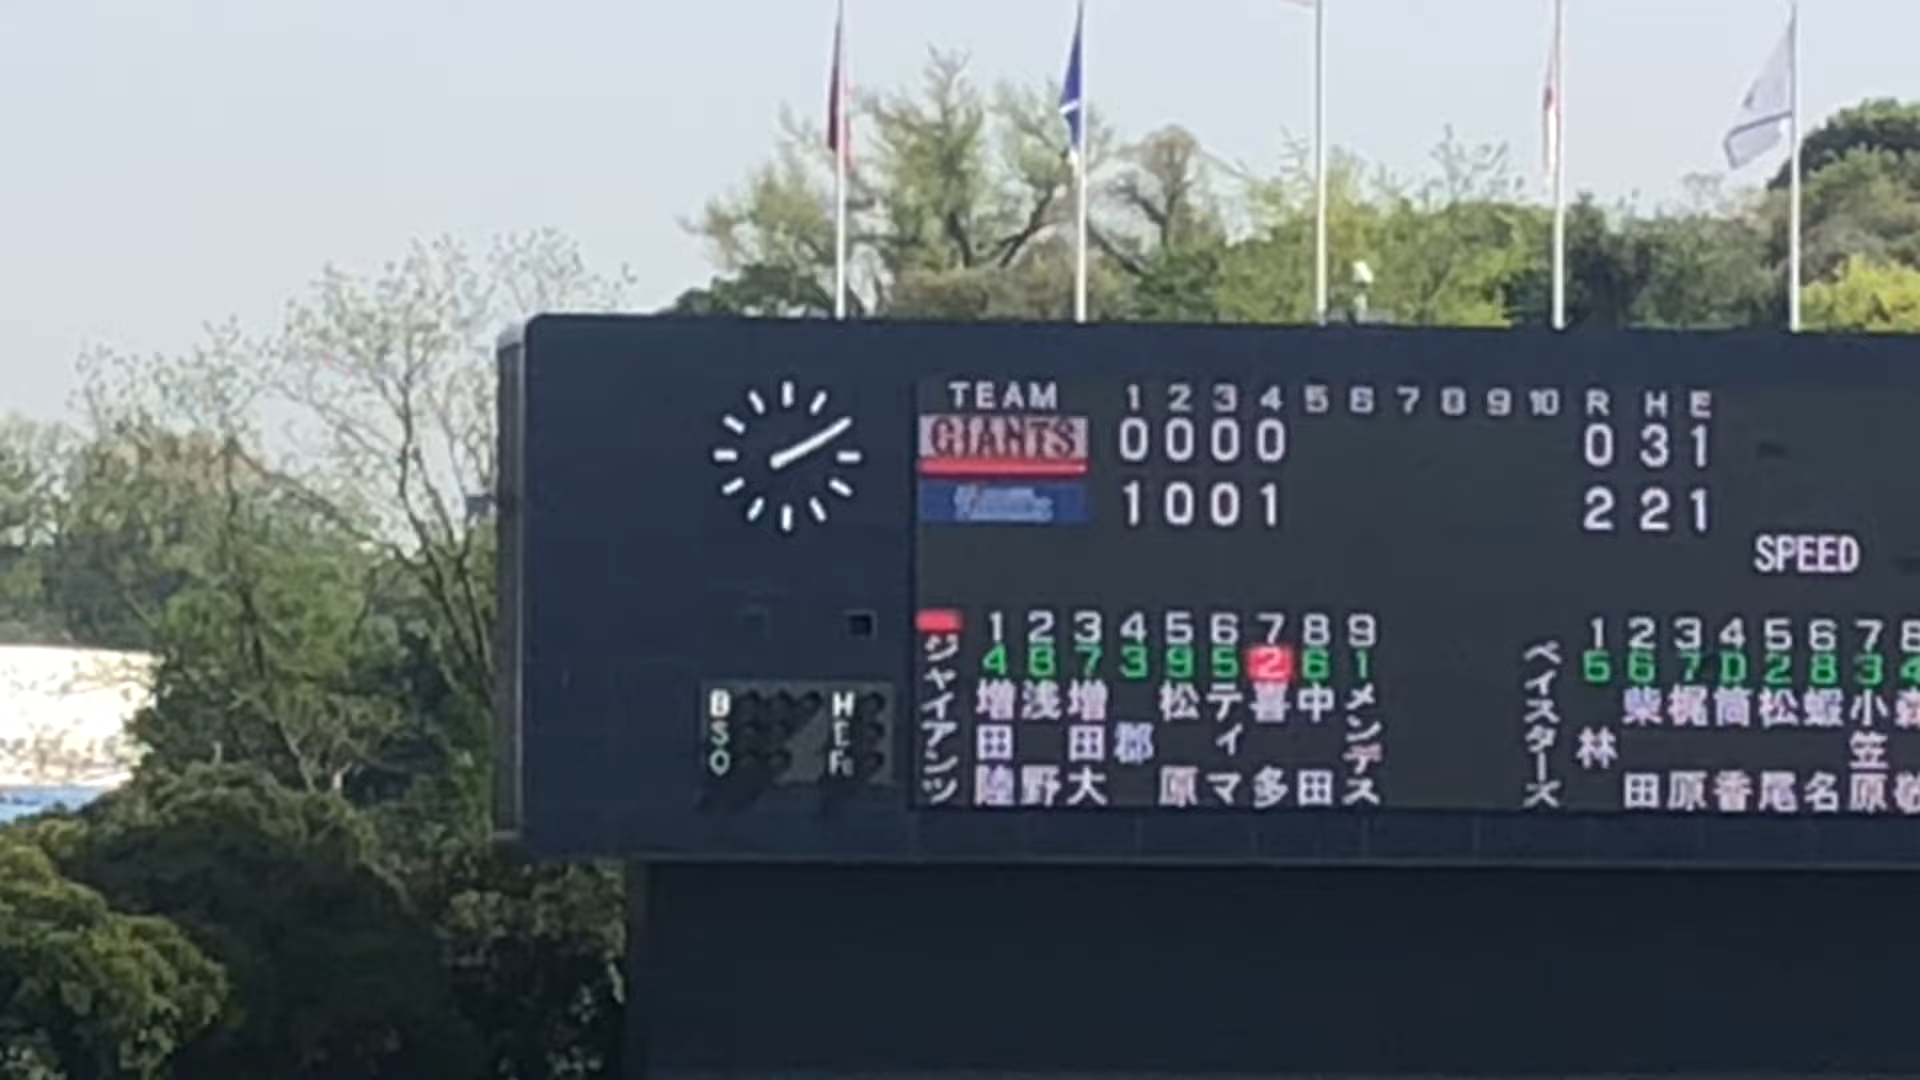 TEAM 1 2 3 4 5 6 7 8 9 10 R H E
GIANTS 0 0 0 0 0 3 1
1 0 0 1 2 2 1
SPEED
1 2 3 4 5 6 7 8 9
4 8 7 3 9 5 2 6 1
ジャイアンツ
増田陸
浅野
増田大
郡
松原
ティマ
喜多
中田
メンデス
1 2 3 4 5 6 7 8
5 6 7 D 2 8 3 4
ベイスターズ
林
柴田
梶原
筒香
松尾
蝦名
小笠原
森敬
B H
S E
O Fc